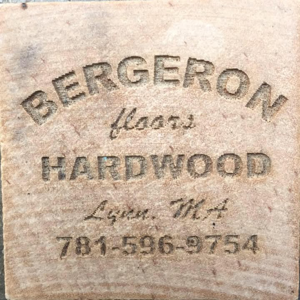 BERGERON
floors
HARDWOOD
Lynn, MA
781-596-9754